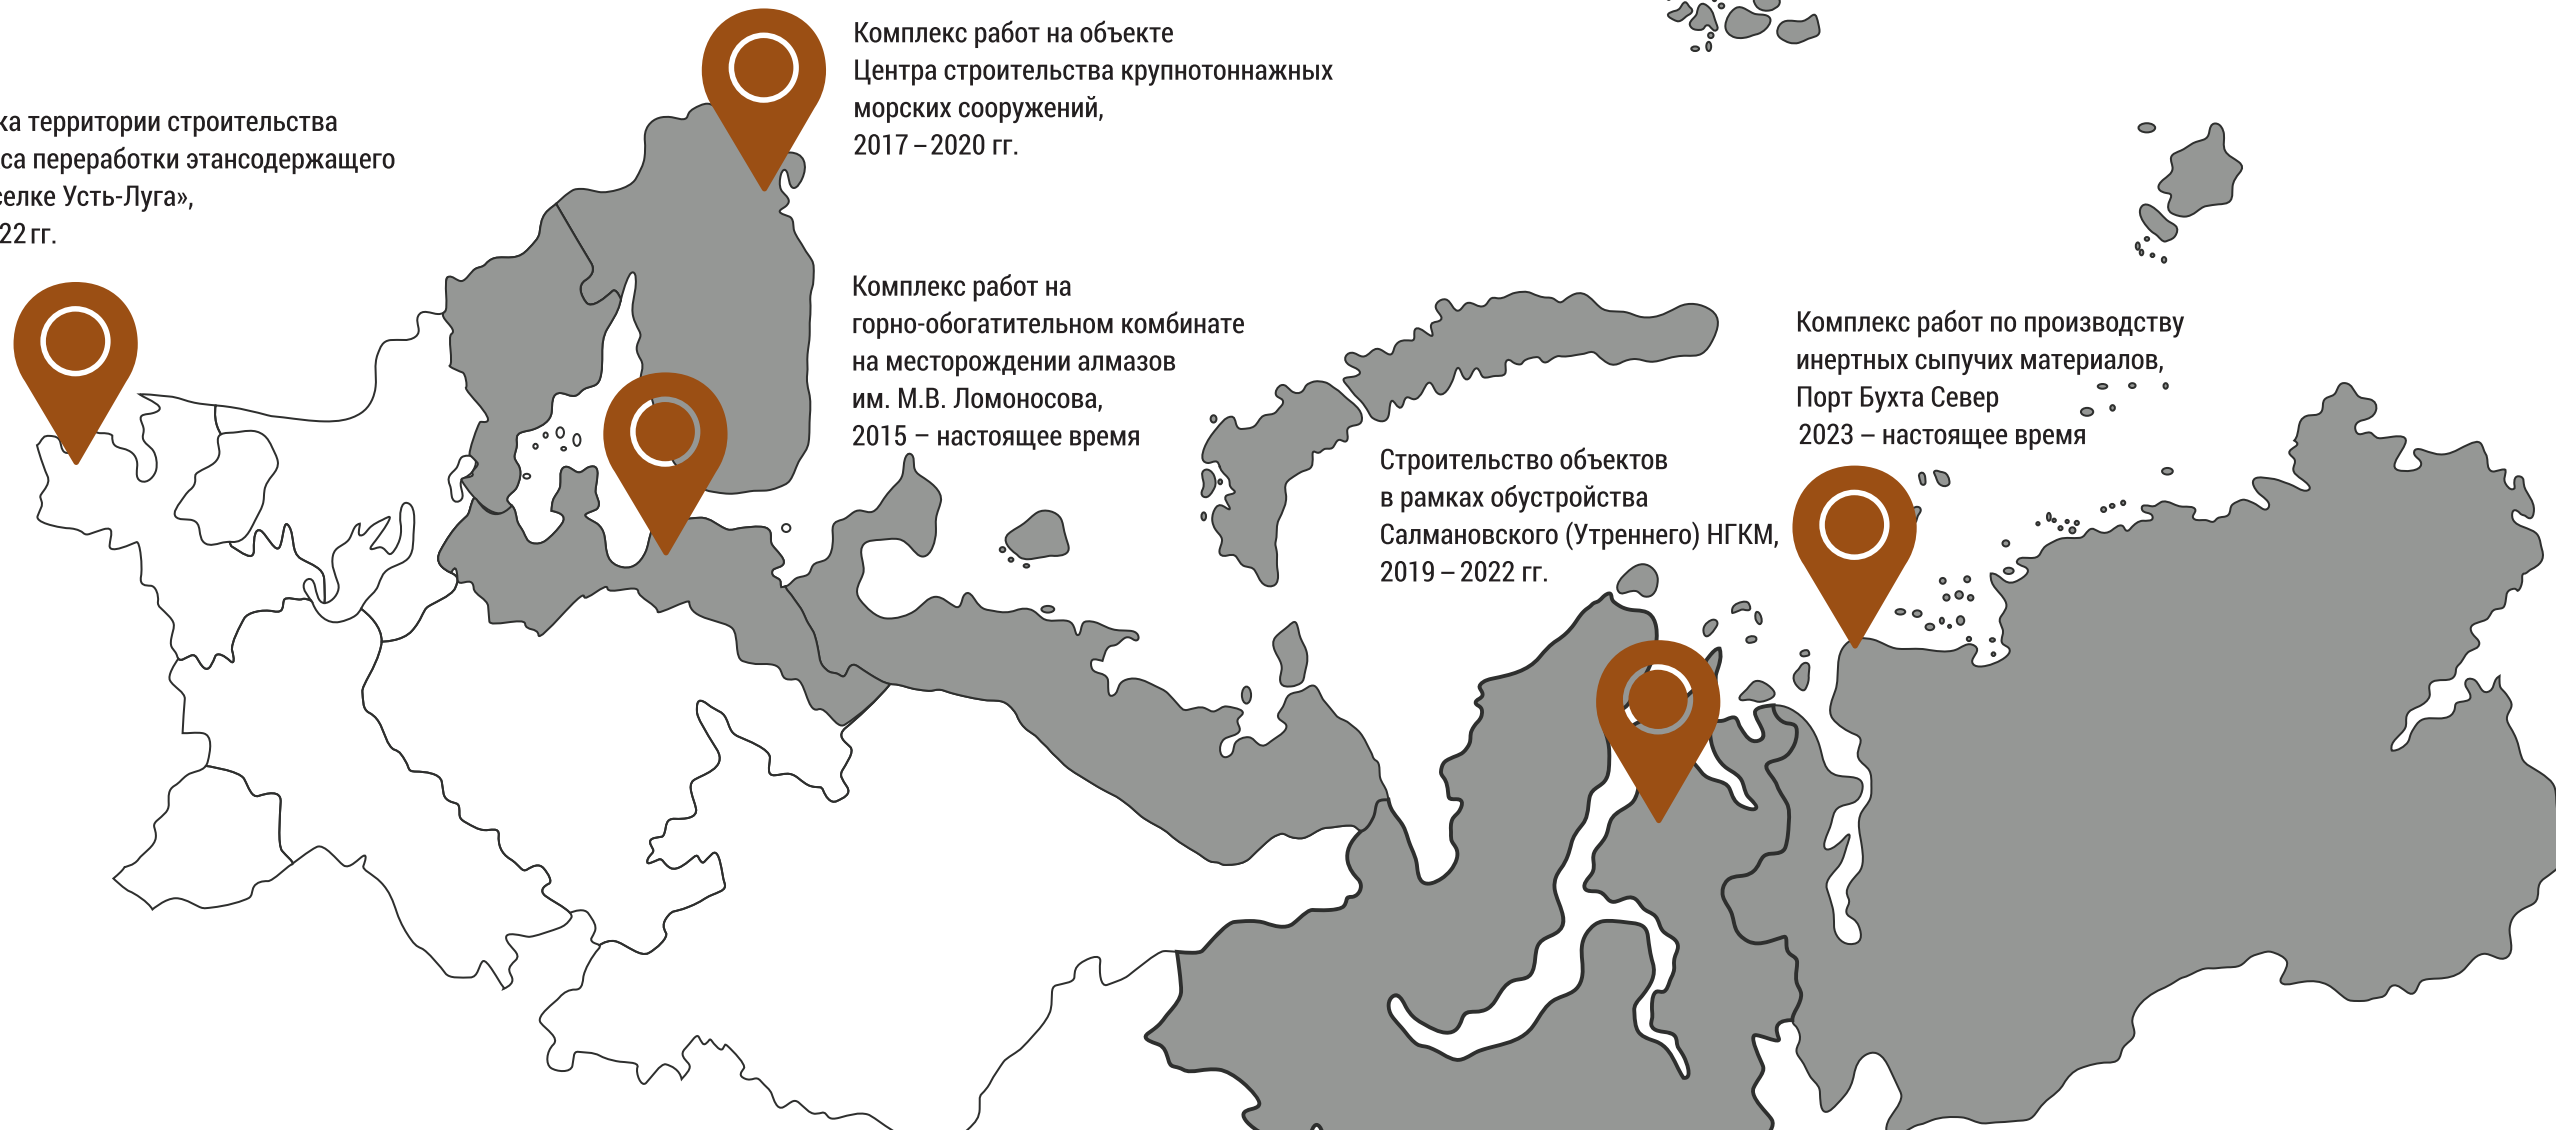 ка территории строительства
са переработки этансодержащего
селке Усть-Луга»,
22 гг.
Комплекс работ на объекте
Центра строительства крупнотоннажных
морских сооружений,
2017 – 2020 гг.
Комплекс работ на
горно-обогатительном комбинате
на месторождении алмазов
им. М.В. Ломоносова,
2015 – настоящее время
Строительство объектов
в рамках обустройства
Салмановского (Утреннего) НГКМ,
2019 – 2022 гг.
Комплекс работ по производству
инертных сыпучих материалов,
Порт Бухта Север
2023 – настоящее время